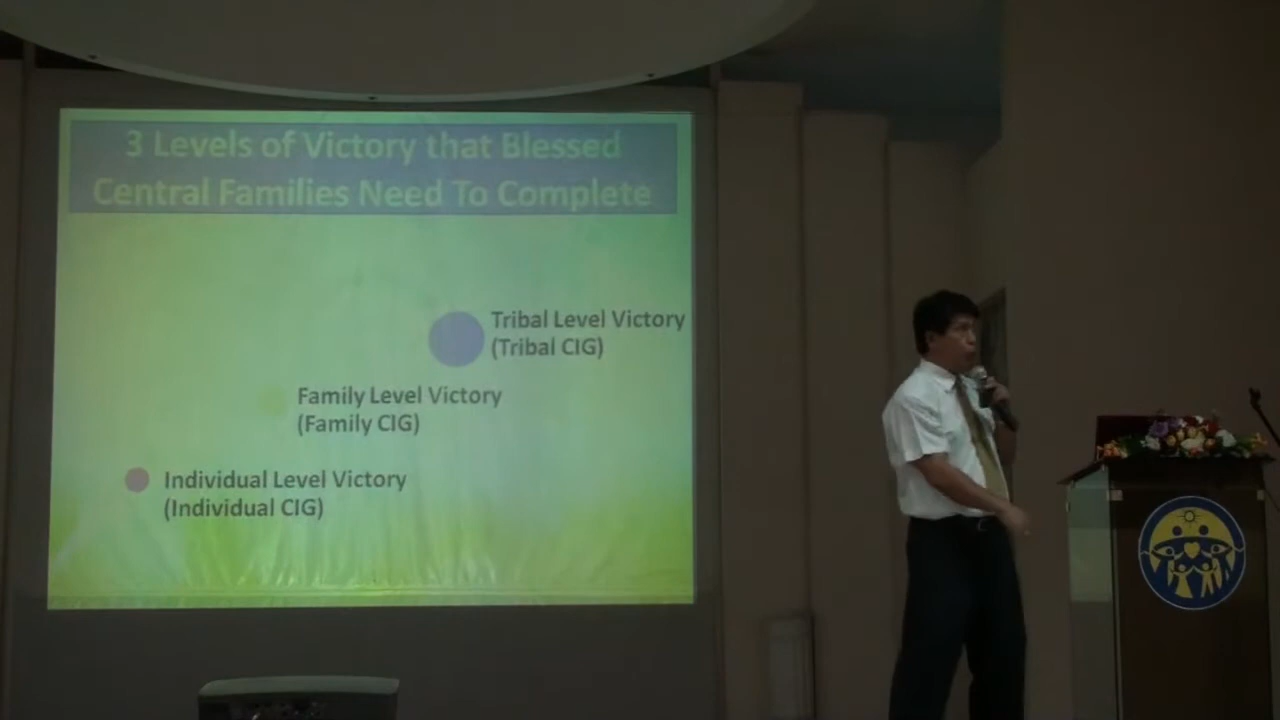 3 Levels of Victory that Blessed
Central Families Need To Complete
Tribal Level Victory
(Tribal CIG)
Family Level Victory
(Family CIG)
Individual Level Victory
(Individual CIG)